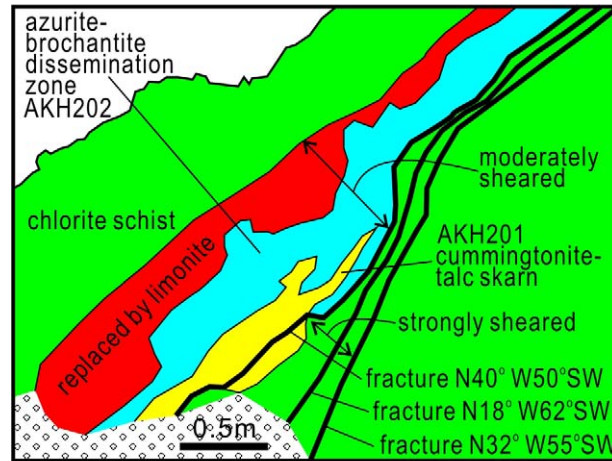 azurite-
brochantite
dissemination
zone
AKH202
moderately
sheared
chlorite schist
AKH201
cummingtonite-
talc skarn
replaced by limonite
strongly sheared
fracture N40° W50°SW
fracture N18° W62°SW
fracture N32° W55°SW
0.5m